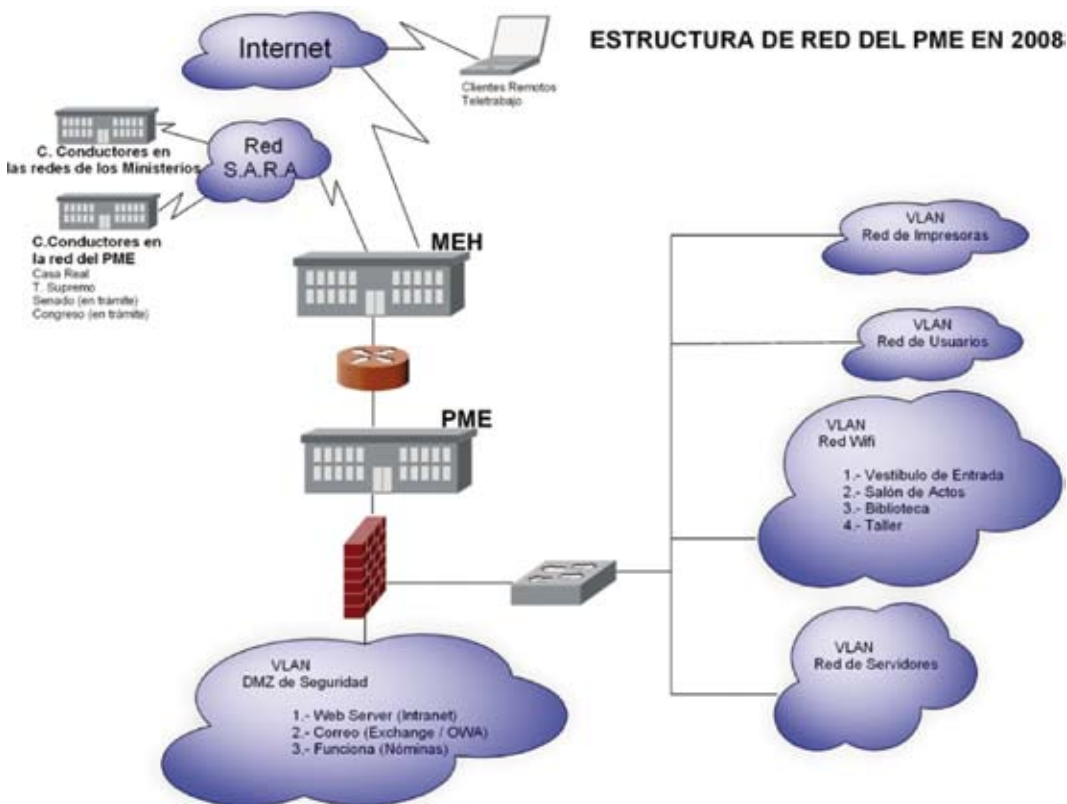 ESTRUCTURA DE RED DEL PME EN 2008
Internet
Clientes Remotos
Teletrabajo
C. Conductores en
las redes de los Ministerios
Red
S.A.R.A
C.Conductores en
la red del PME
Casa Real
T. Supremo
Senado (en trámite)
Congreso (en trámite)
MEH
PME
VLAN
Red de Impresoras
VLAN
Red de Usuarios
VLAN
Red Wifi
1.- Vestíbulo de Entrada
2.- Salón de Actos
3.- Biblioteca
4.- Taller
VLAN
Red de Servidores
VLAN
DMZ de Seguridad
1.- Web Server (Intranet)
2.- Correo (Exchange / OWA)
3.- Funciona (Nóminas)